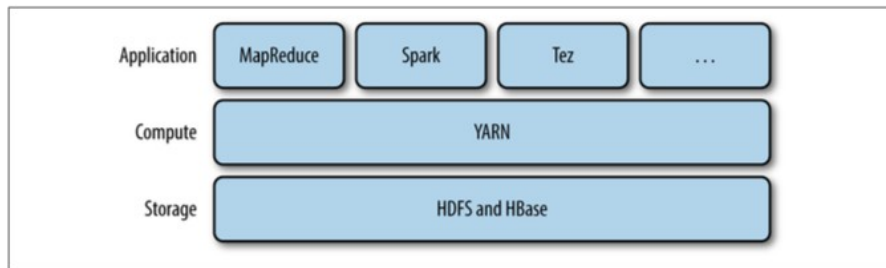 Application MapReduce Spark Tez ...
Compute YARN
Storage HDFS and HBase